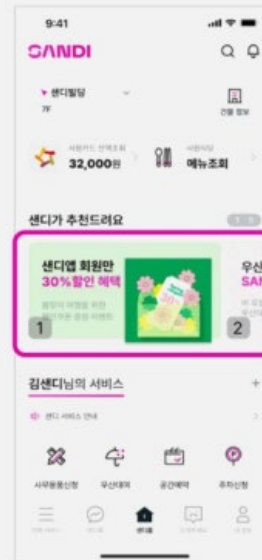 9:41
SANDI
샌디빌딩
7F
건물 정보
32,000원
메뉴조회
샌디가 추천드려요
샌디앱 회원만
30%할인 혜택
30%
1
우산
SAN
2
김샌디님의 서비스
샌디 서비스 안내
사무용품신청
우산대여
공간예약
주차신청
샌디홈